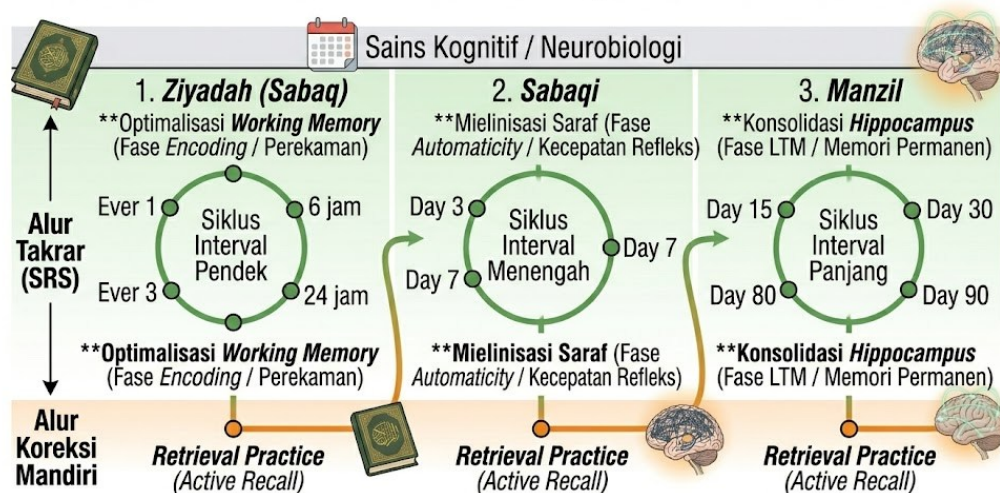 Sains Kognitif / Neurobiologi
Alur
Takrar
(SRS)
1. Ziyadah (Sabaq)
**Optimalisasi Working Memory
(Fase Encoding / Perekaman)
Ever 1
6 jam
Siklus
Interval
Pendek
Ever 3
24 jam
**Optimalisasi Working Memory
(Fase Encoding / Perekaman)
2. Sabaqi
**Mielinisasi Saraf (Fase
Automaticity / Kecepatan Refleks)
Day 3
Siklus
Interval
Menengah
Day 7
Day 7
**Mielinisasi Saraf (Fase
Automaticity / Kecepatan Refleks)
3. Manzil
**Konsolidasi Hippocampus
(Fase LTM / Memori Permanen)
Day 15
Day 30
Siklus
Interval
Panjang
Day 80
Day 90
**Konsolidasi Hippocampus
(Fase LTM / Memori Permanen)
Alur
Koreksi
Mandiri
Retrieval Practice
(Active Recall)
Retrieval Practice
(Active Recall)
Retrieval Practice
(Active Recall)